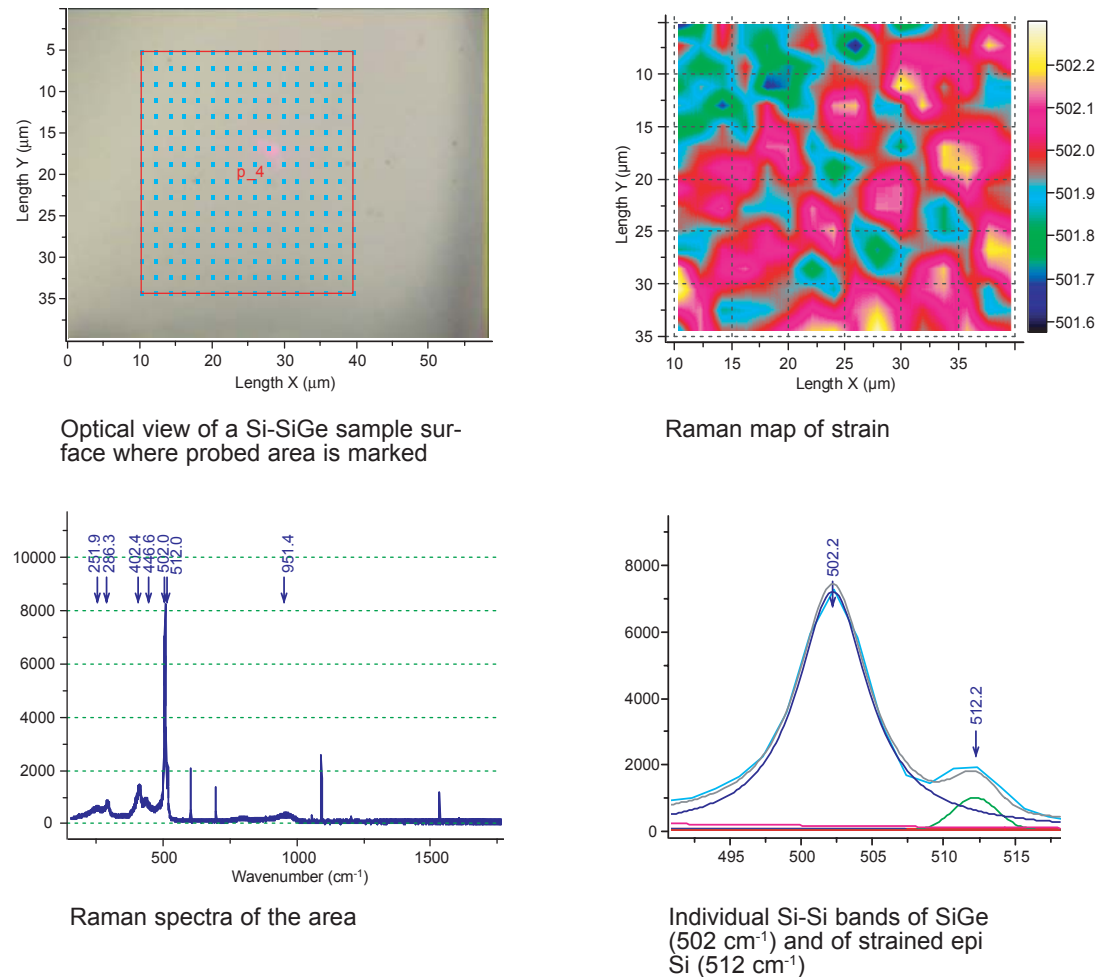 5
10
15
20
25
30
35
Length Y (μm)
p_4
0 10 20 30 40 50
Length X (μm)
Optical view of a Si-SiGe sample sur-
face where probed area is marked
10
15
20
25
30
35
Length Y (µm)
10 15 20 25 30 35
Length X (µm)
502.2
502.1
502.0
501.9
501.8
501.7
501.6
Raman map of strain
10000
8000
6000
4000
2000
0
251.9
286.3
402.4
446.6
502.0
512.0
951.4
500 1000 1500
Wavenumber (cm-1)
Raman spectra of the area
8000
6000
4000
2000
0
502.2
512.2
495 500 505 510 515
Individual Si-Si bands of SiGe
(502 cm-1) and of strained epi
Si (512 cm-1)